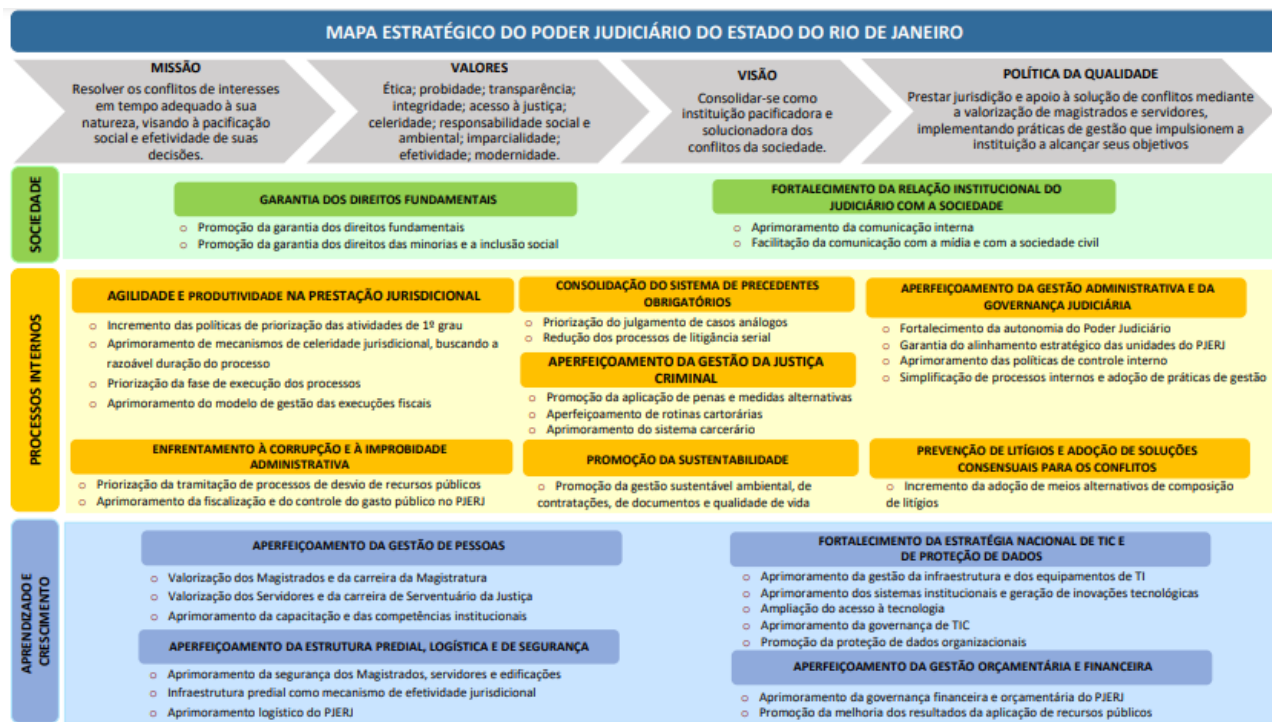 MAPA ESTRATÉGICO DO PODER JUDICIÁRIO DO ESTADO DO RIO DE JANEIRO
MISSÃO
Resolver os conflitos de interesses
em tempo adequado à sua
natureza, visando à pacificação
social e efetividade de suas
decisões.
VALORES
Ética; probidade; transparência;
integridade; acesso à justiça;
celeridade; responsabilidade social e
ambiental; imparcialidade;
efetividade; modernidade.
VISÃO
Consolidar-se como
instituição pacificadora e
solucionadora dos
conflitos da sociedade.
POLÍTICA DA QUALIDADE
Prestar jurisdição e apoio à solução de conflitos mediante
a valorização de magistrados e servidores,
implementando práticas de gestão que impulsionem a
instituição a alcançar seus objetivos
SOCIEDADE
GARANTIA DOS DIREITOS FUNDAMENTAIS
o Promoção da garantia dos direitos fundamentais
o Promoção da garantia dos direitos das minorias e a inclusão social
FORTALECIMENTO DA RELAÇÃO INSTITUCIONAL DO
JUDICIÁRIO COM A SOCIEDADE
o Aprimoramento da comunicação interna
o Facilitação da comunicação com a mídia e com a sociedade civil
PROCESSOS INTERNOS
AGILIDADE E PRODUTIVIDADE NA PRESTAÇÃO JURISDICIONAL
o Incremento das políticas de priorização das atividades de 1º grau
o Aprimoramento de mecanismos de celeridade jurisdicional, buscando a
razoável duração do processo
o Priorização da fase de execução dos processos
o Aprimoramento do modelo de gestão das execuções fiscais
CONSOLIDAÇÃO DO SISTEMA DE PRECEDENTES
OBRIGATÓRIOS
o Priorização do julgamento de casos análogos
o Redução dos processos de litigância serial
APERFEIÇOAMENTO DA GESTÃO DA JUSTIÇA
CRIMINAL
o Promoção da aplicação de penas e medidas alternativas
o Aperfeiçoamento de rotinas cartorárias
o Aprimoramento do sistema carcerário
APERFEIÇOAMENTO DA GESTÃO ADMINISTRATIVA E DA
GOVERNANÇA JUDICIÁRIA
o Fortalecimento da autonomia do Poder Judiciário
o Garantia do alinhamento estratégico das unidades do PJERJ
o Aprimoramento das políticas de controle interno
o Simplificação de processos internos e adoção de práticas de gestão
ENFRENTAMENTO À CORRUPÇÃO E À IMPROBIDADE
ADMINISTRATIVA
o Priorização da tramitação de processos de desvio de recursos públicos
o Aprimoramento da fiscalização e do controle do gasto público no PJERJ
PROMOÇÃO DA SUSTENTABILIDADE
o Promoção da gestão sustentável ambiental, de
contratações, de documentos e qualidade de vida
PREVENÇÃO DE LITÍGIOS E ADOÇÃO DE SOLUÇÕES
CONSENSUAIS PARA OS CONFLITOS
o Incremento da adoção de meios alternativos de composição
de litígios
APRENDIZADO E
CRESCIMENTO
APERFEIÇOAMENTO DA GESTÃO DE PESSOAS
o Valorização dos Magistrados e da carreira da Magistratura
o Valorização dos Servidores e da carreira de Serventuário da Justiça
o Aprimoramento da capacitação e das competências institucionais
APERFEIÇOAMENTO DA ESTRUTURA PREDIAL, LOGÍSTICA E DE SEGURANÇA
o Aprimoramento da segurança dos Magistrados, servidores e edificações
o Infraestrutura predial como mecanismo de efetividade jurisdicional
o Aprimoramento logístico do PJERJ
FORTALECIMENTO DA ESTRATÉGIA NACIONAL DE TIC E
DE PROTEÇÃO DE DADOS
o Aprimoramento da gestão da infraestrutura e dos equipamentos de TI
o Aprimoramento dos sistemas institucionais e geração de inovações tecnológicas
o Ampliação do acesso à tecnologia
o Aprimoramento da governança de TIC
o Promoção da proteção de dados organizacionais
APERFEIÇOAMENTO DA GESTÃO ORÇAMENTÁRIA E FINANCEIRA
o Aprimoramento da governança financeira e orçamentária do PJERJ
o Promoção da melhoria dos resultados da aplicação de recursos públicos